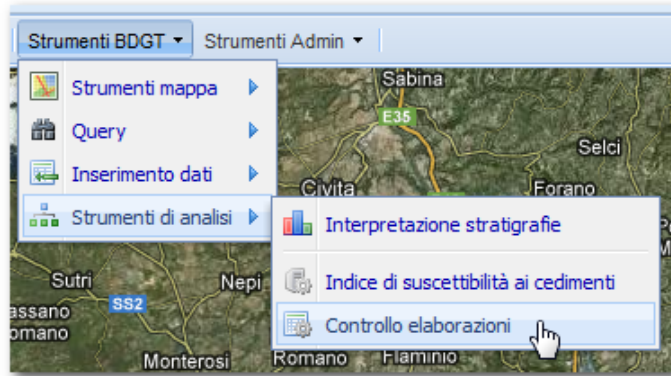 Strumenti BDGT Strumenti Admin
Strumenti mappa
Query
Inserimento dati
Strumenti di analisi
Interpretazione stratigrafie
Indice di suscettibilità ai cedimenti
Controllo elaborazioni
Sabina
E35
Selci
Civita
Forano
Sutri
Nepi
SS2
assano
omano
Monterosi
Romano
Flaminio